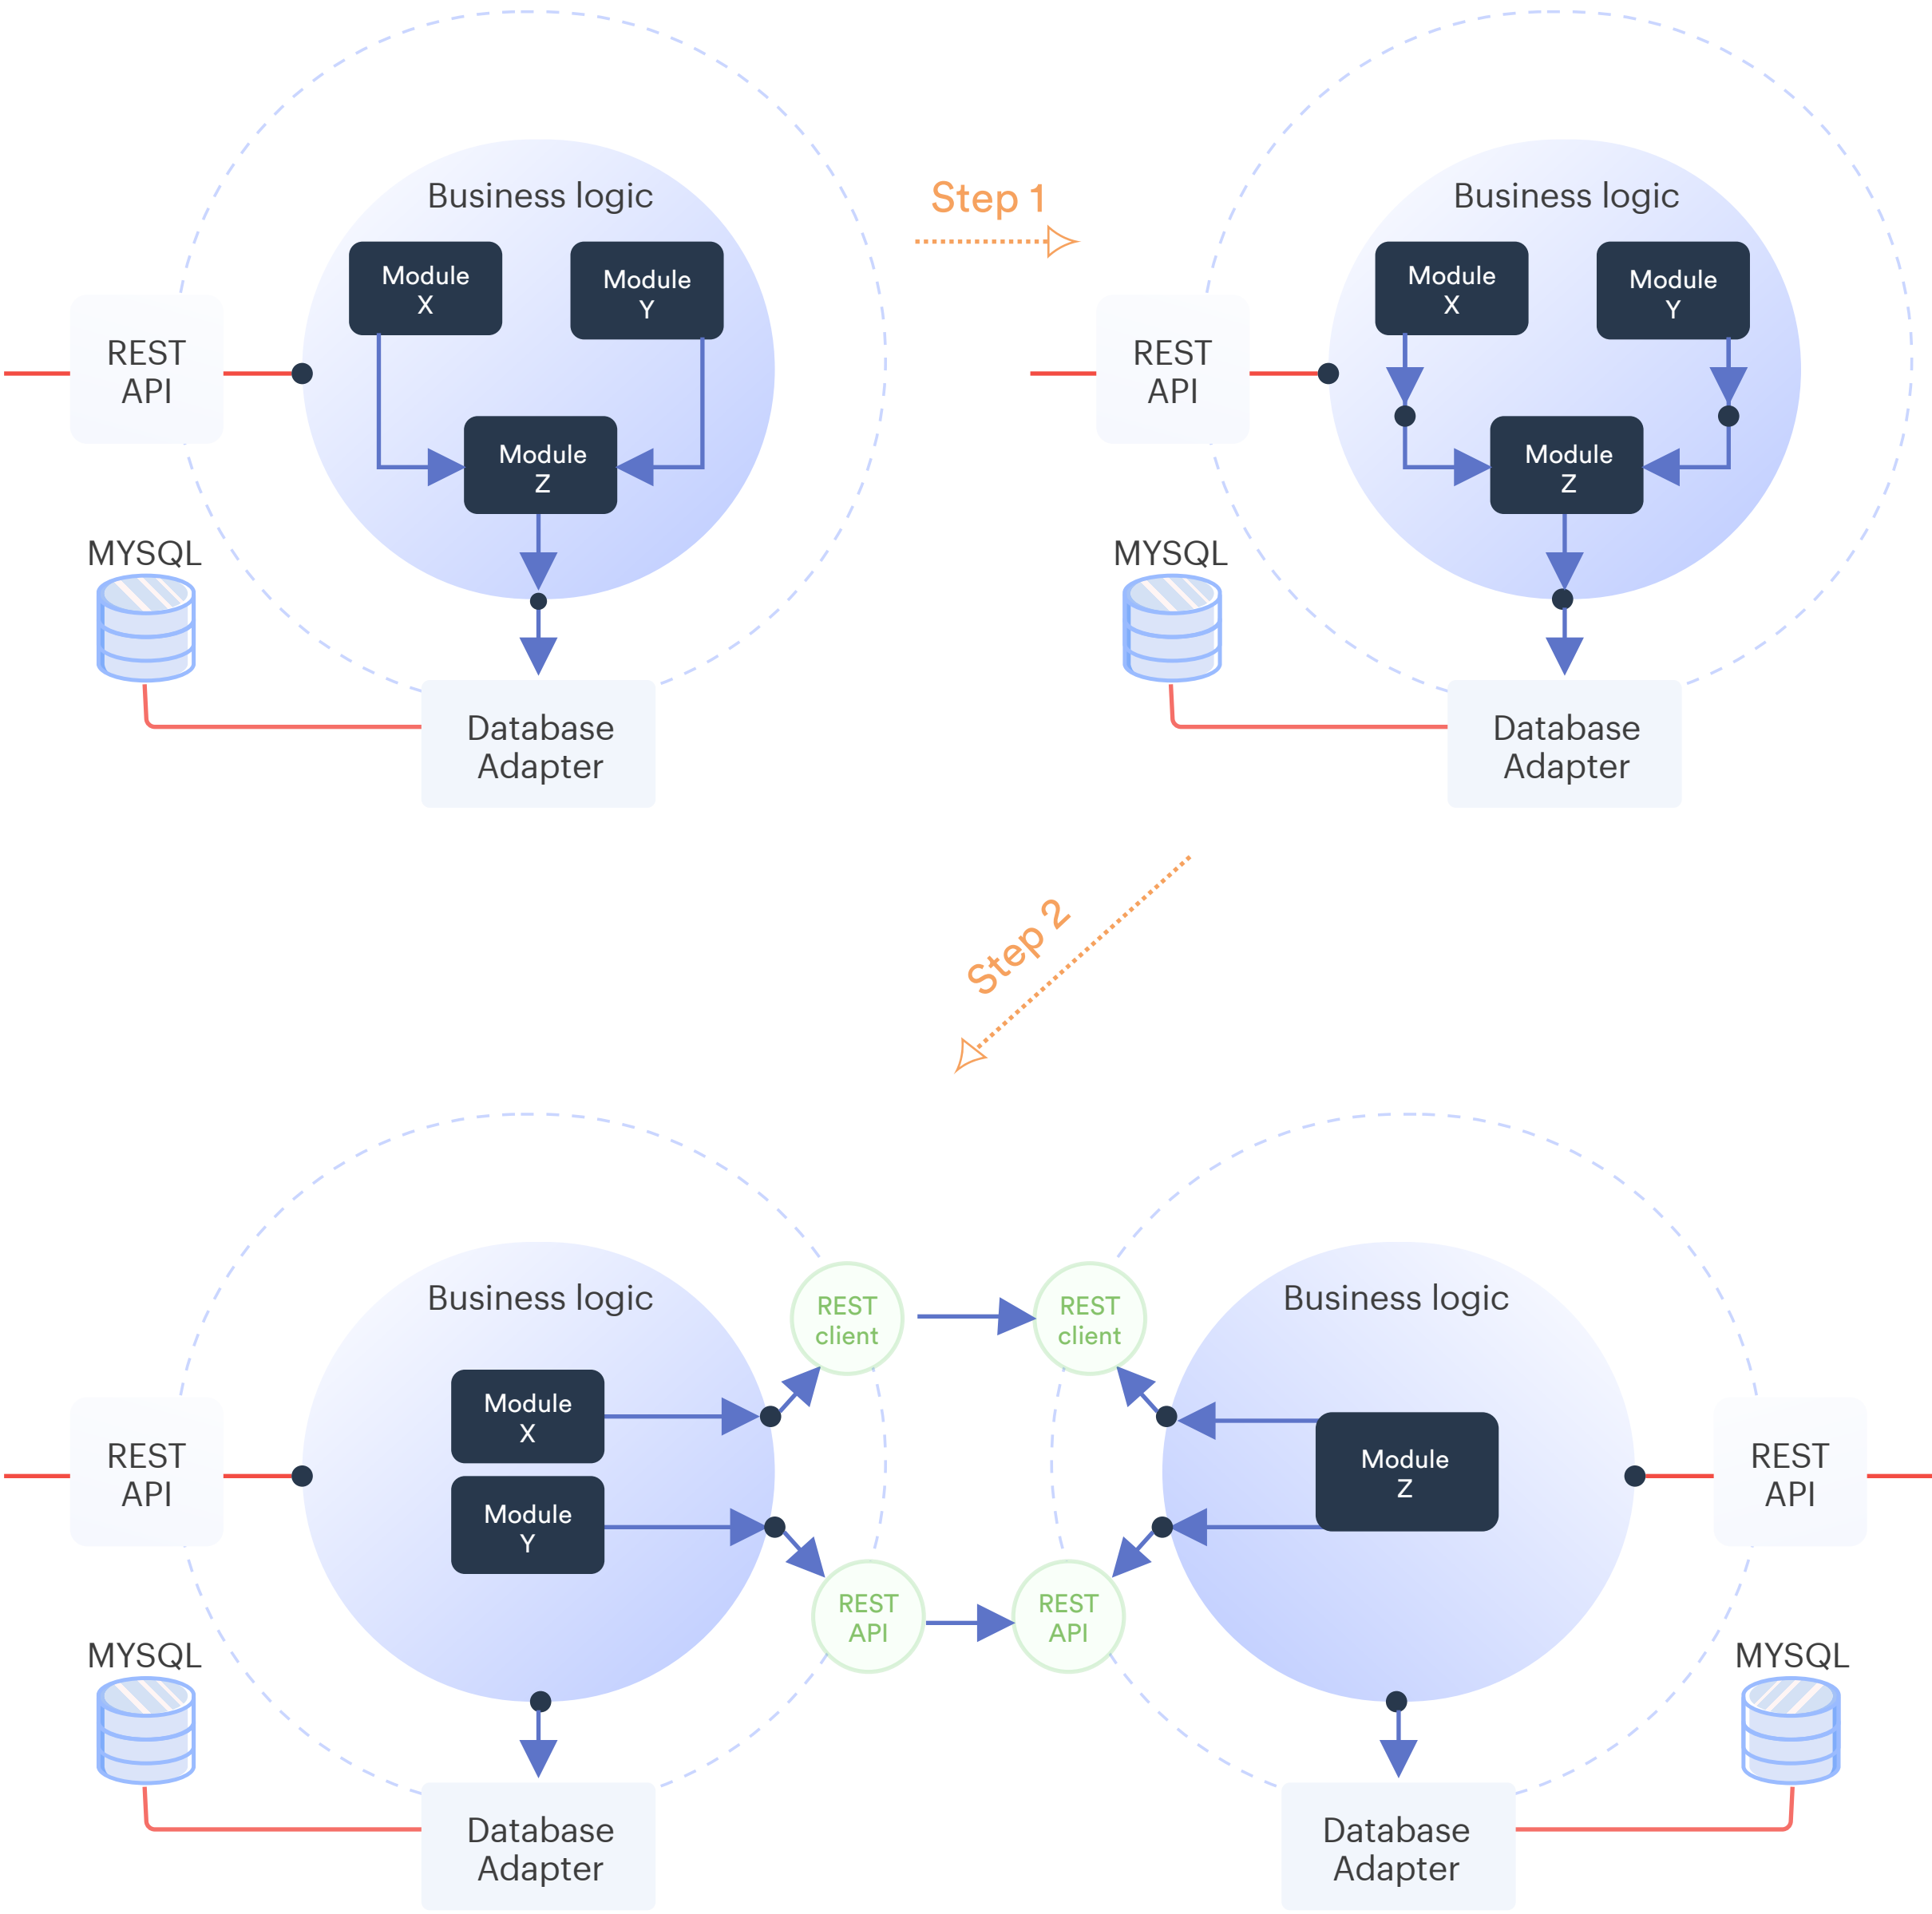 Business logic
Module
X
Module
Y
REST
API
Module
Z
MYSQL
Database
Adapter
Step 1
Business logic
Module
X
Module
Y
REST
API
Module
Z
MYSQL
Database
Adapter
Step 2
Business logic
REST
client
Module
X
REST
API
Module
Y
REST
API
MYSQL
Database
Adapter
Business logic
REST
client
Module
Z
REST
API
REST
API
MYSQL
Database
Adapter